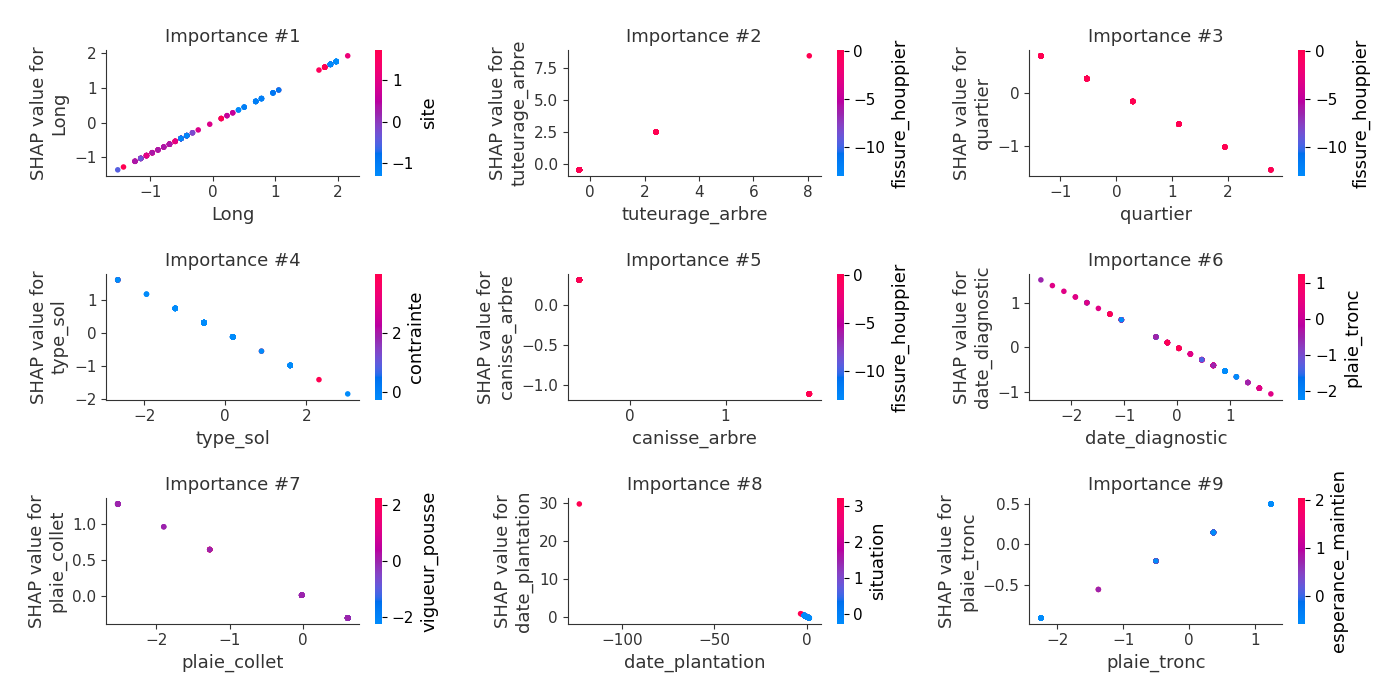 Importance #1
SHAP value for
Long
2
1
0
−1
−1
0
1
2
Long
1
0
−1
site
Importance #2
SHAP value for
tuteurage_arbre
7.5
5.0
2.5
0.0
0
2
4
6
8
tuteurage_arbre
0
−5
−10
fissure_houppier
Importance #3
SHAP value for
quartier
0
−1
−1
0
1
2
quartier
0
−5
−10
fissure_houppier
Importance #4
SHAP value for
type_sol
1
0
−1
−2
−2
0
2
type_sol
2
0
contrainte
Importance #5
SHAP value for
canisse_arbre
0.0
−0.5
−1.0
0
1
canisse_arbre
0
−5
−10
fissure_houppier
Importance #6
SHAP value for
date_diagnostic
1
0
−1
−2
−1
0
1
date_diagnostic
1
0
−1
−2
plaie_tronc
Importance #7
SHAP value for
plaie_collet
1.0
0.5
0.0
−2
−1
0
plaie_collet
2
0
−2
vigueur_pousse
Importance #8
SHAP value for
date_plantation
30
20
10
0
−100
−50
0
date_plantation
3
2
1
0
situation
Importance #9
SHAP value for
plaie_tronc
0.5
0.0
−0.5
−2
−1
0
1
plaie_tronc
2
1
0
esperance_maintien